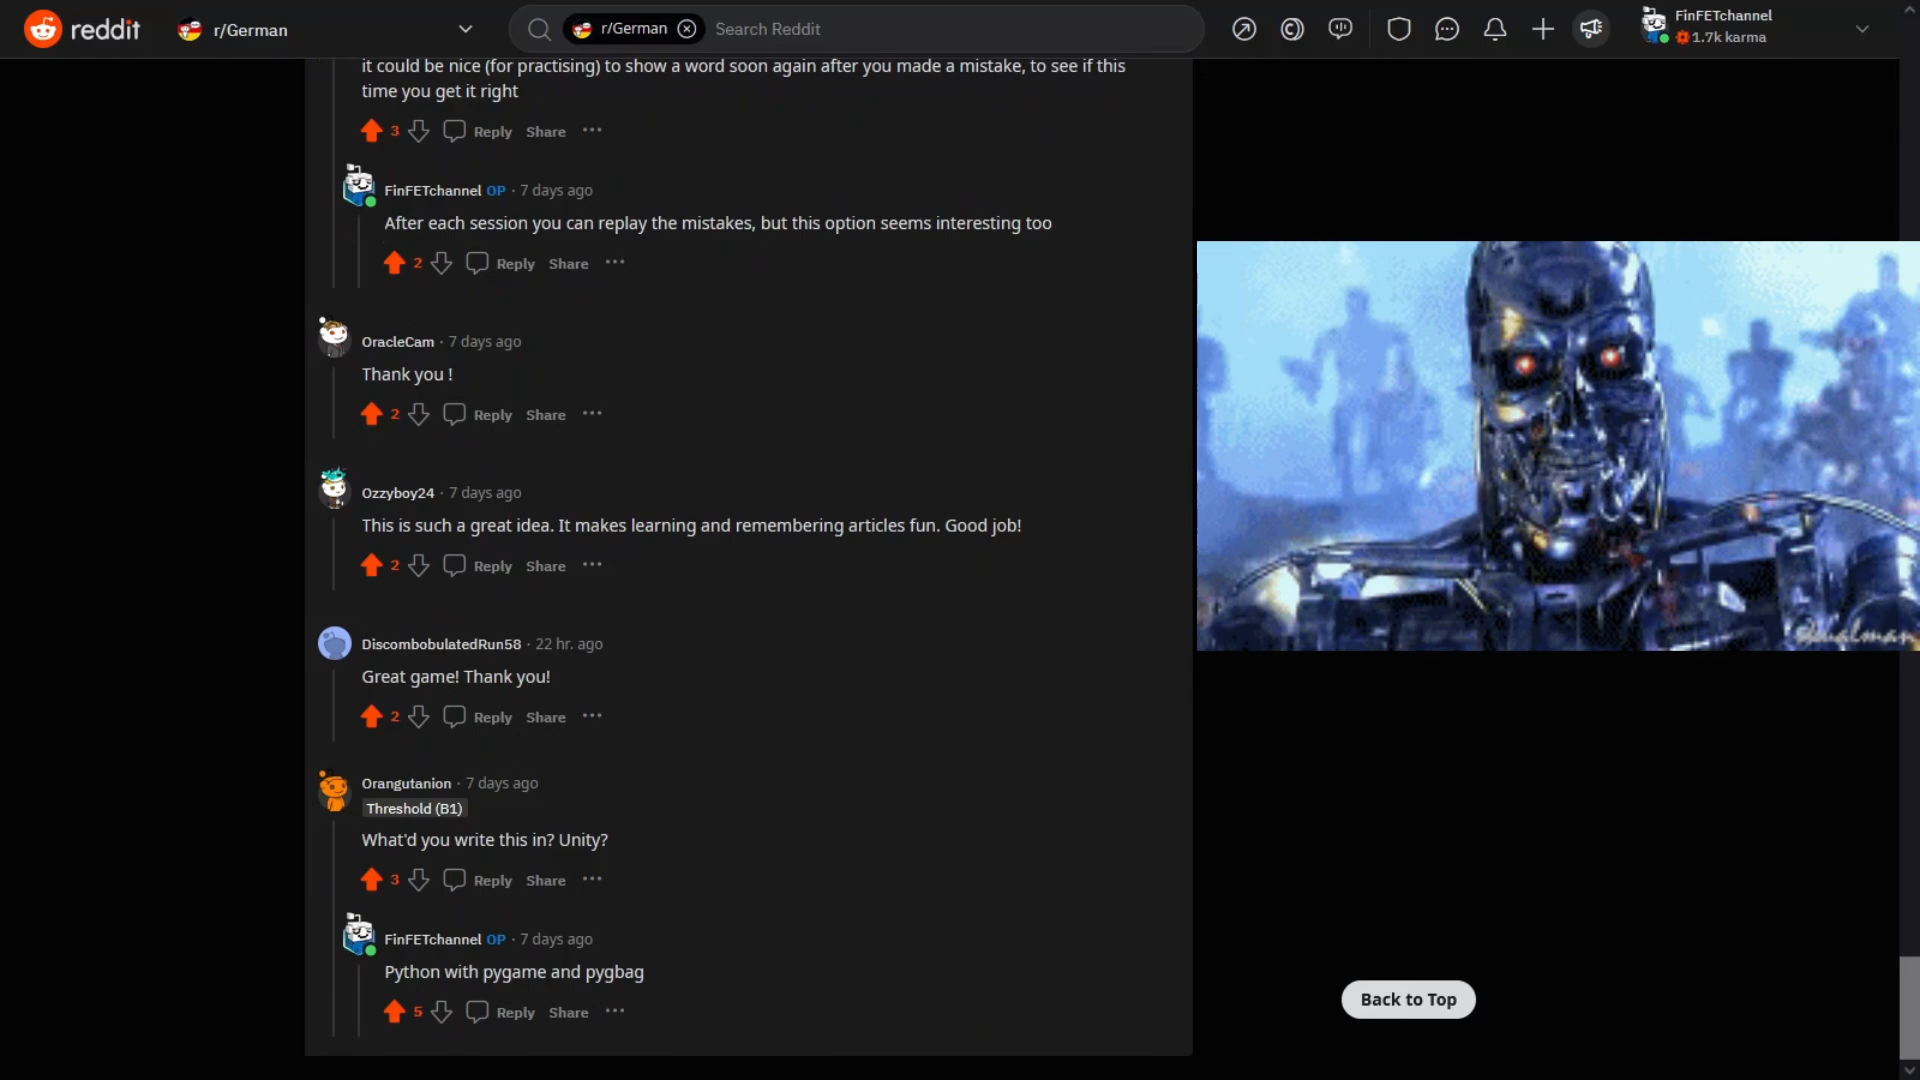 reddit
r/German
r/German
Search Reddit
FinFETchannel
1.7k karma
it could be nice (for practising) to show a word soon again after you made a mistake, to see if this
time you get it right
3
Reply
Share
FinFETchannel OP · 7 days ago
After each session you can replay the mistakes, but this option seems interesting too
2
Reply
Share
OracleCam · 7 days ago
Thank you !
2
Reply
Share
Ozzyboy24 · 7 days ago
This is such a great idea. It makes learning and remembering articles fun. Good job!
2
Reply
Share
DiscombobulatedRun58 · 22 hr. ago
Great game! Thank you!
2
Reply
Share
Orangutanion · 7 days ago
Threshold (B1)
What'd you write this in? Unity?
3
Reply
Share
FinFETchannel OP · 7 days ago
Python with pygame and pygbag
5
Reply
Share
Back to Top